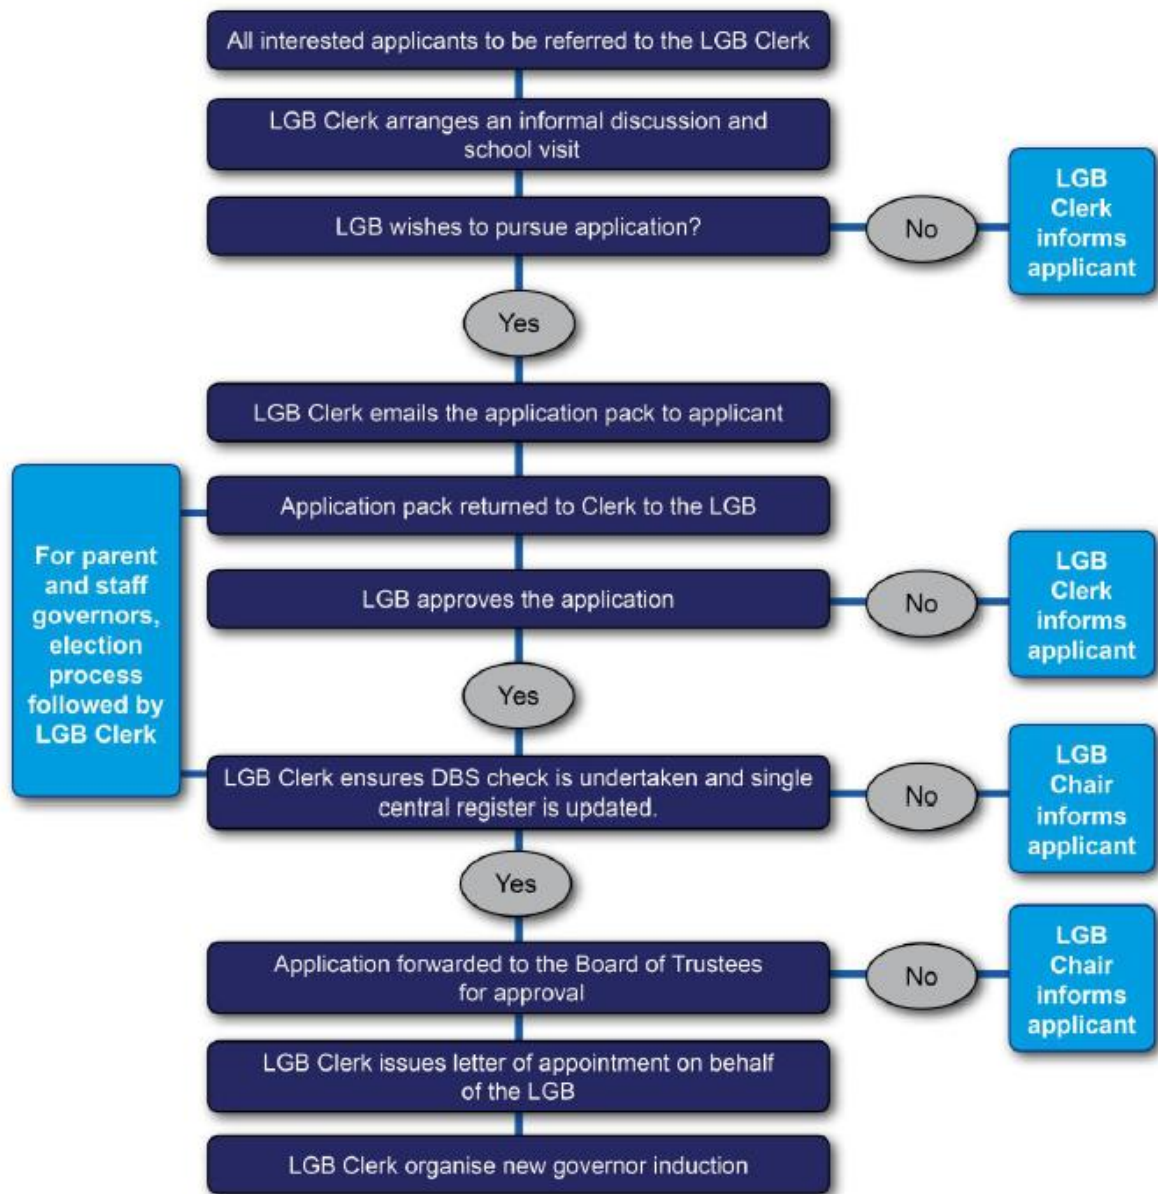 All interested applicants to be referred to the LGB Clerk
LGB Clerk arranges an informal discussion and
school visit
LGB wishes to pursue application?
No
LGB
Clerk
informs
applicant
Yes
LGB Clerk emails the application pack to applicant
Application pack returned to Clerk to the LGB
For parent
and staff
governors,
election
process
followed by
LGB Clerk
LGB approves the application
No
LGB
Clerk
informs
applicant
Yes
LGB Clerk ensures DBS check is undertaken and single
central register is updated.
No
LGB
Chair
informs
applicant
Yes
Application forwarded to the Board of Trustees
for approval
No
LGB
Chair
informs
applicant
LGB Clerk issues letter of appointment on behalf
of the LGB
LGB Clerk organise new governor induction